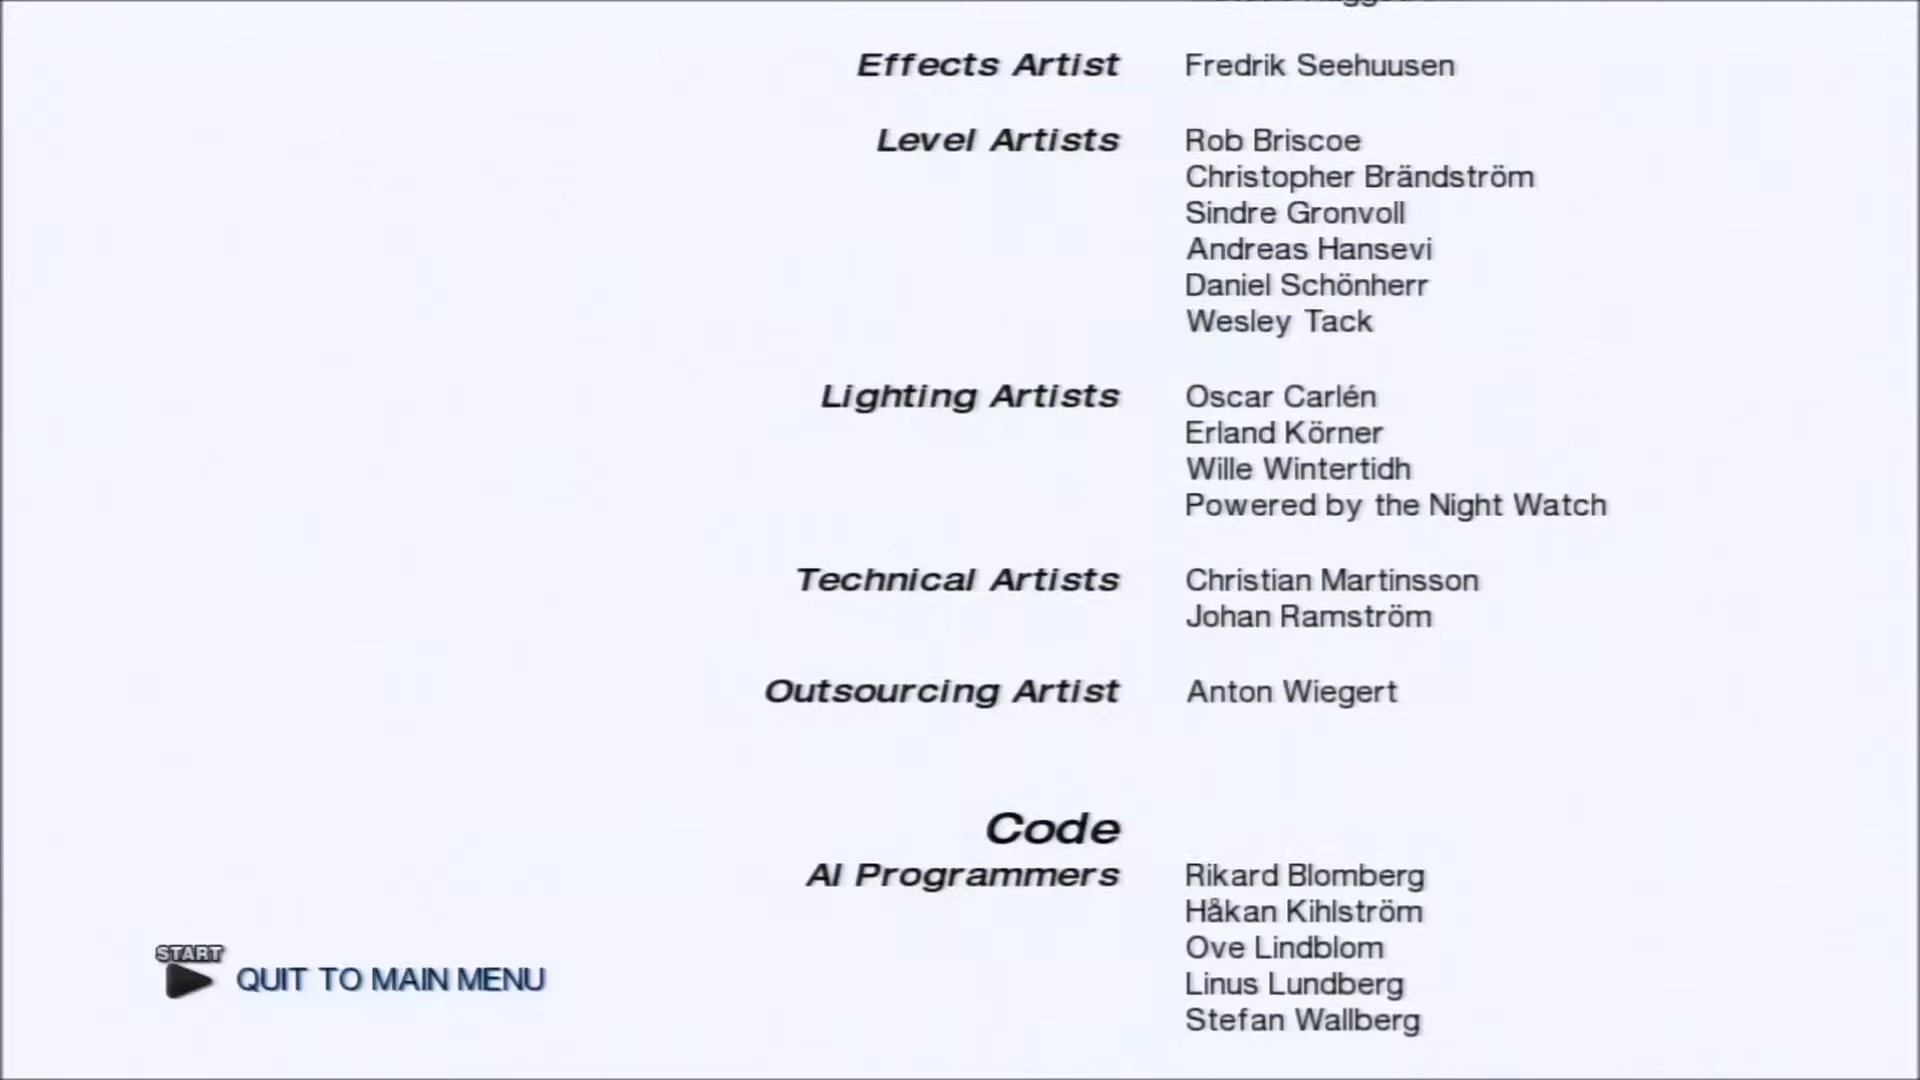 Effects Artist Fredrik Seehuusen
Level Artists Rob Briscoe
Christopher Brändström
Sindre Gronvoll
Andreas Hansevi
Daniel Schönherr
Wesley Tack
Lighting Artists Oscar Carlén
Erland Körner
Wille Wintertidh
Powered by the Night Watch
Technical Artists Christian Martinsson
Johan Ramström
Outsourcing Artist Anton Wiegert
Code
AI Programmers Rikard Blomberg
Håkan Kihlström
Ove Lindblom
Linus Lundberg
Stefan Wallberg
START
QUIT TO MAIN MENU